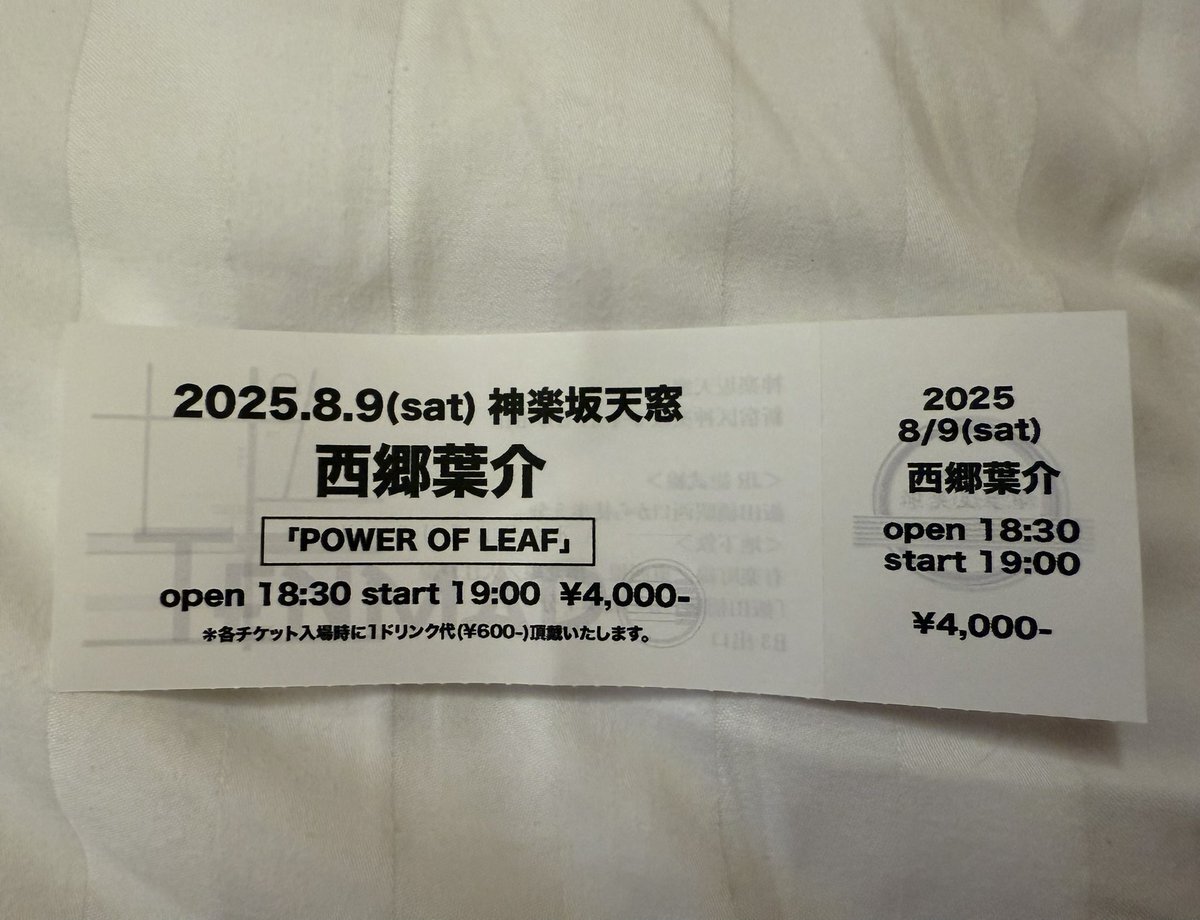 2025.8.9(sat) 神楽坂天窓
西郷葉介
「POWER OF LEAF」
open 18:30 start 19:00 ¥4,000-
*各チケット入場時に1ドリンク代(¥600-)頂戴いたします。
2025
8/9(sat)
西郷葉介
open 18:30
start 19:00
¥4,000-